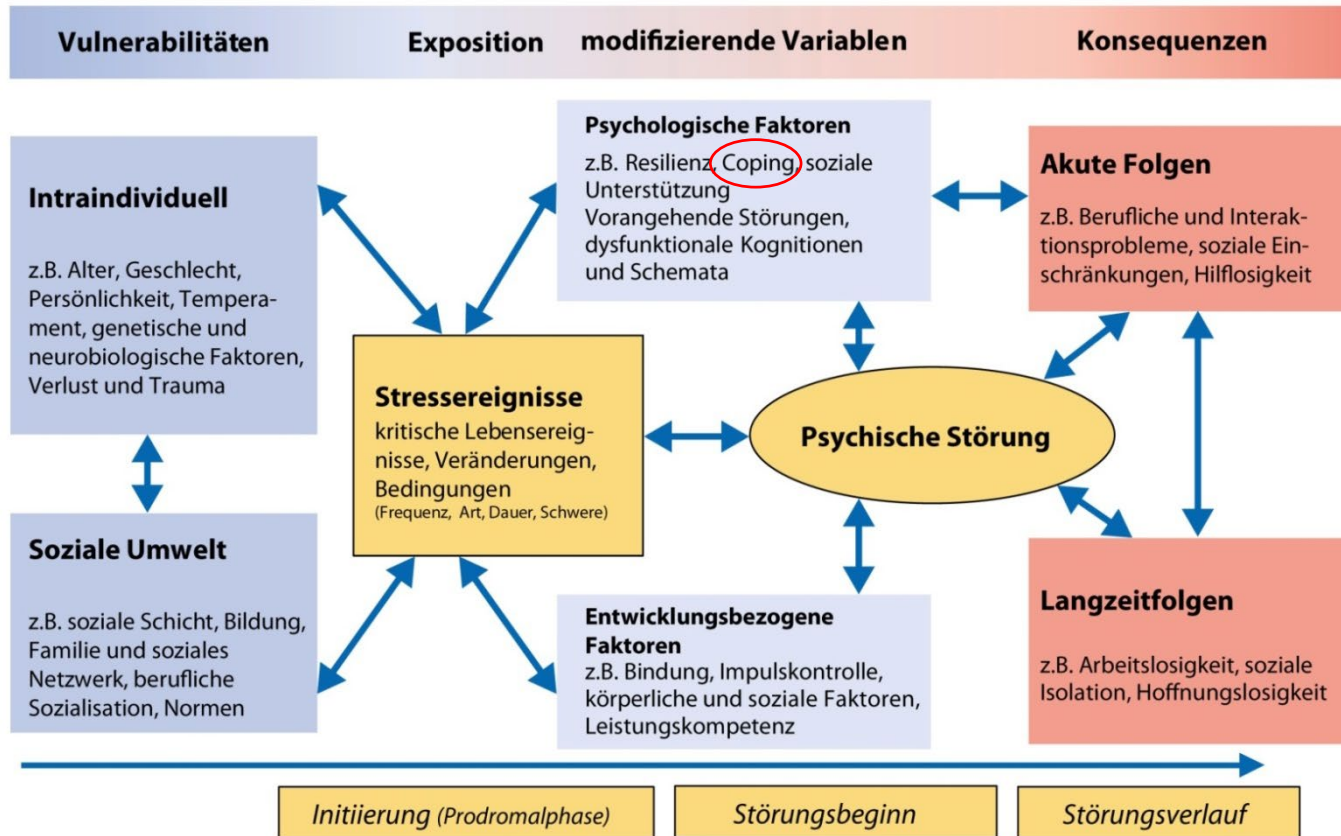 Vulnerabilitäten
Exposition
modifizierende Variablen
Konsequenzen
Intraindividuell
z.B. Alter, Geschlecht,
Persönlichkeit, Tempera-
ment, genetische und
neurobiologische Faktoren,
Verlust und Trauma
Soziale Umwelt
z.B. soziale Schicht, Bildung,
Familie und soziales
Netzwerk, berufliche
Sozialisation, Normen
Stressereignisse
kritische Lebensereig-
nisse, Veränderungen,
Bedingungen
(Frequenz, Art, Dauer, Schwere)
Psychologische Faktoren
z.B. Resilienz, Coping, soziale
Unterstützung
Vorangehende Störungen,
dysfunktionale Kognitionen
und Schemata
Psychische Störung
Entwicklungsbezogene
Faktoren
z.B. Bindung, Impulskontrolle,
körperliche und soziale Faktoren,
Leistungskompetenz
Akute Folgen
z.B. Berufliche und Interak-
tionsprobleme, soziale Ein-
schränkungen, Hilflosigkeit
Langzeitfolgen
z.B. Arbeitslosigkeit, soziale
Isolation, Hoffnungslosigkeit
Initiierung (Prodromalphase)
Störungsbeginn
Störungsverlauf